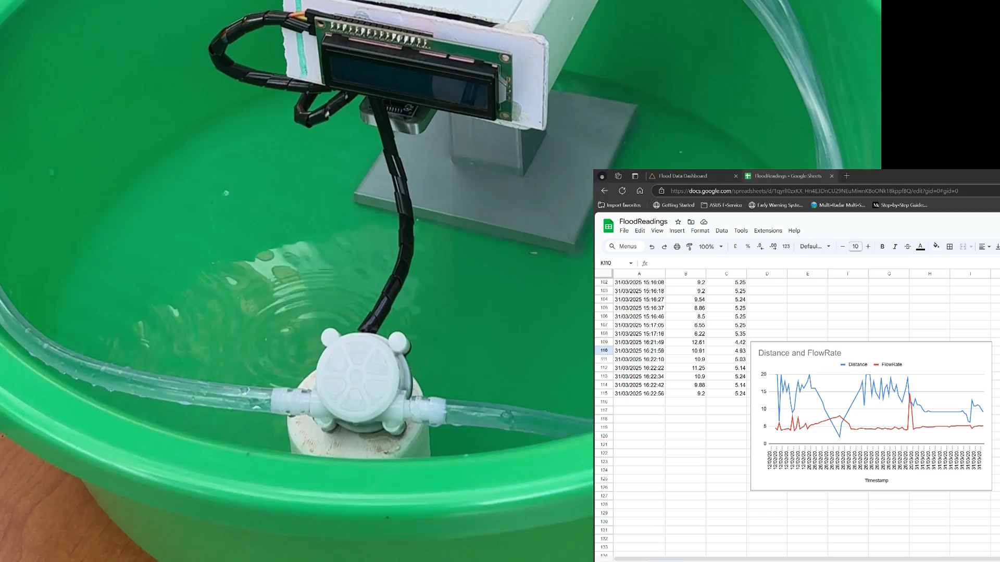 Flood Data Dashboard
FloodReadings - Google Sheets
https://docs.google.com/spreadsheets/d/1qyrlI0zxKX_Hn4E3DnCU29NEuMiwnKBoONk18kppfBQ/edit?gid=0#gid=0
Import favorites Getting Started ASUS E-Service Early Warning Syste... Multi-Radar Multi-S... Step-by-Step Guide:...
FloodReadings
File Edit View Insert Format Data Tools Extensions Help
Menus 100% £ % .0 .00 123 Defaul... 10 B I A
K110 fx
A B C D E F G H I
102 31/03/2025 15:16:08 9.2 5.25
103 31/03/2025 15:16:18 9.2 5.25
104 31/03/2025 15:16:27 9.54 5.24
105 31/03/2025 15:16:37 8.86 5.25
106 31/03/2025 15:16:46 8.5 5.25
107 31/03/2025 15:17:05 6.55 5.25
108 31/03/2025 15:17:16 6.22 5.35
109 31/03/2025 16:21:49 12.61 4.42
110 31/03/2025 16:21:59 10.91 4.93
111 31/03/2025 16:22:10 10.9 5.03
112 31/03/2025 16:22:22 11.25 5.14
113 31/03/2025 16:22:34 10.9 5.24
114 31/03/2025 16:22:42 9.88 5.14
115 31/03/2025 16:22:56 9.2 5.24
116
117
118
119
120
121
122
123
124
125
126
127
128
129
130
131
132
133
134
Distance and FlowRate
Distance FlowRate
20
15
10
5
0
Timestamp